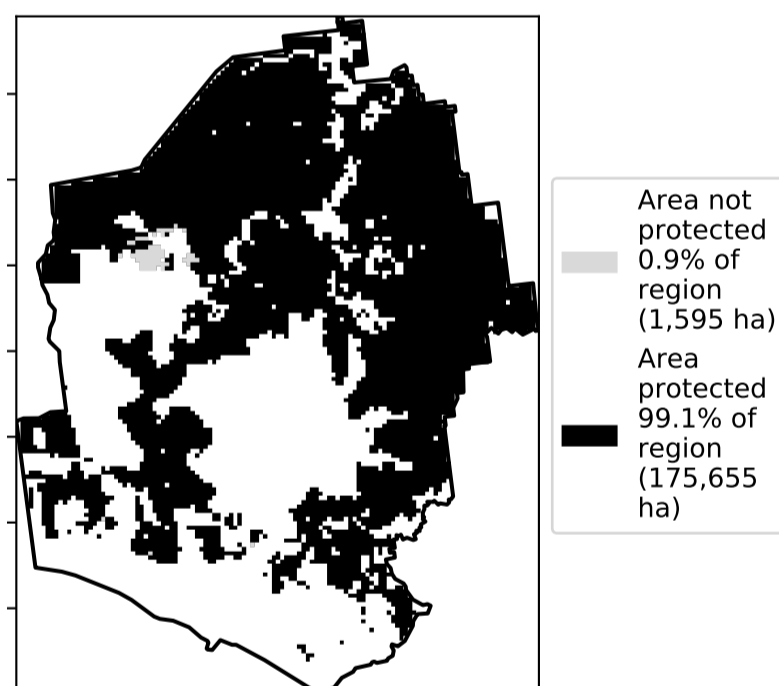 Area not
protected
0.9% of
region
(1,595 ha)
Area
protected
99.1% of
region
(175,655
ha)